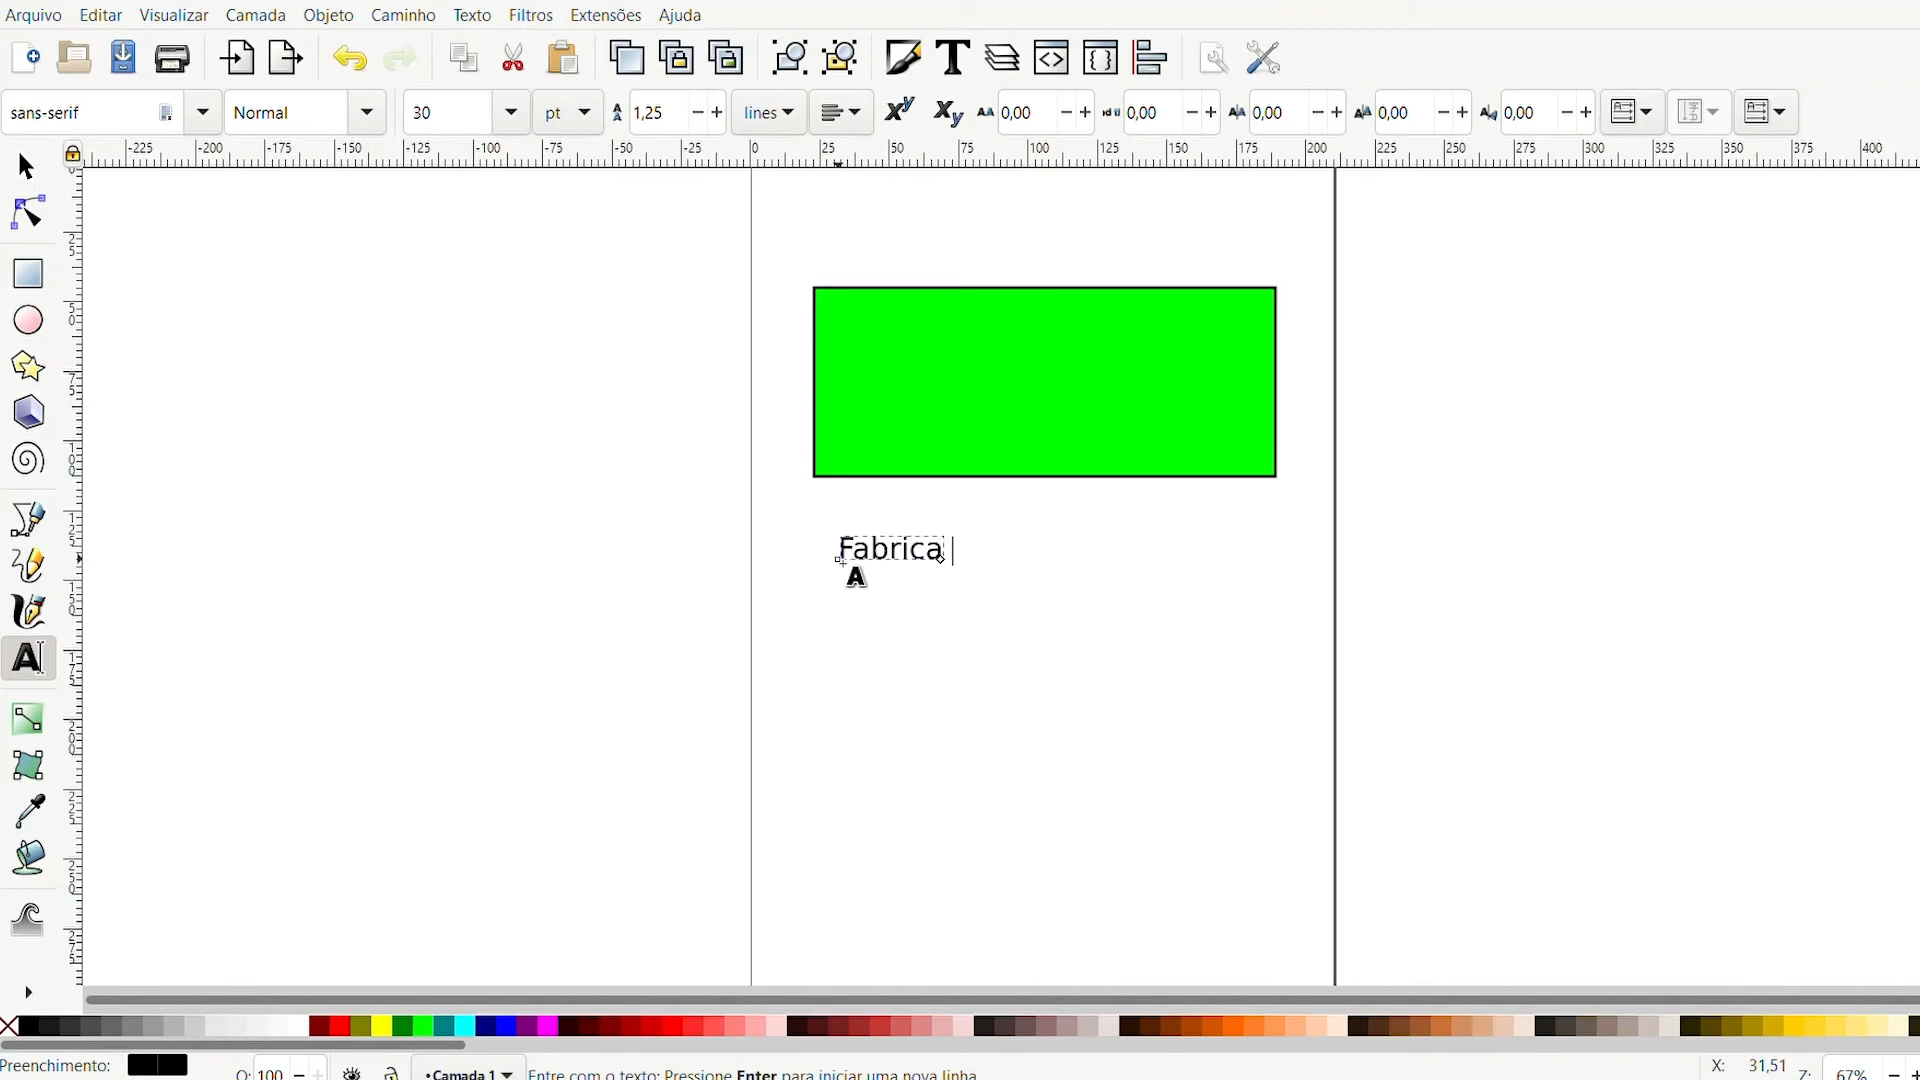 Arquivo Editar Visualizar Camada Objeto Caminho Texto Filtros Extensões Ajuda
sans-serif Normal 30 pt 1,25 lines 0,00 0,00 0,00 0,00 0,00
-225 -200 -175 -150 -125 -100 -75 -50 -25 0 25 50 75 100 125 150 175 200 225 250 275 300 325 350 375 400
Fabrica
Preenchimento: O: 100 •Camada 1 Entre com o texto: Pressione Enter para iniciar uma nova linha X: 31,51 Z: 67%